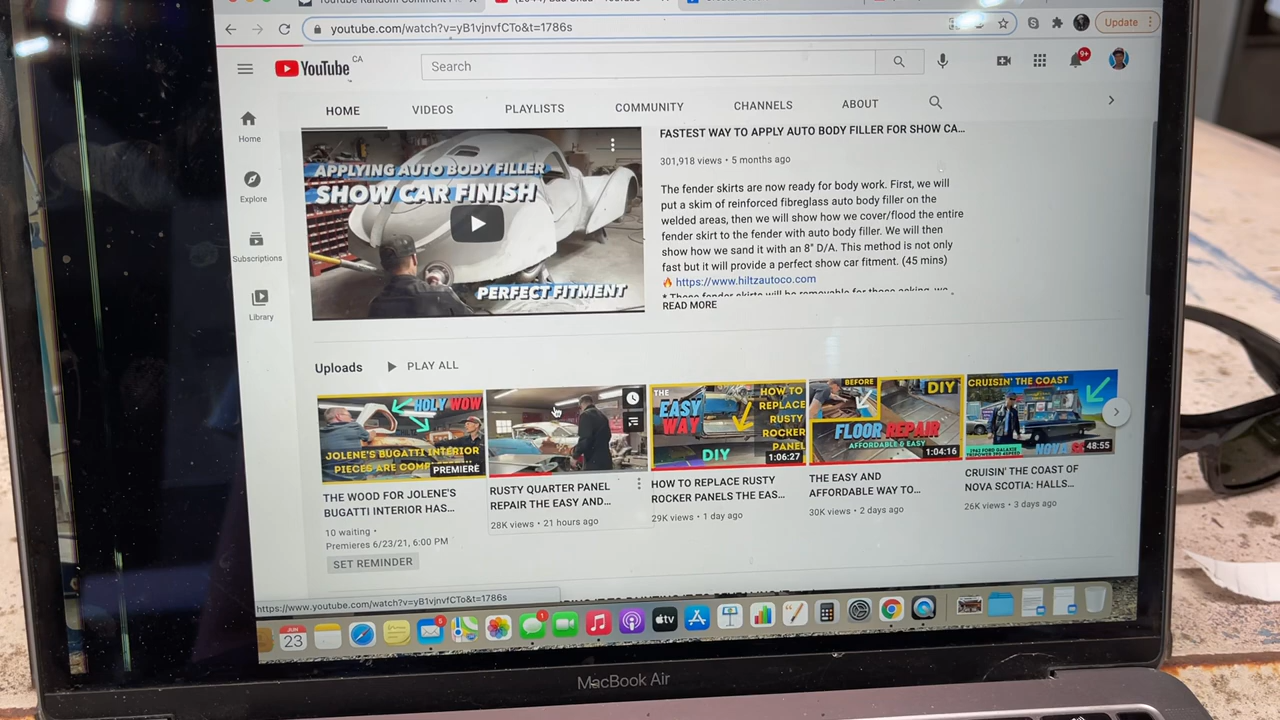 youtube.com/watch?v=yB1vjnvfCTo&t=1786s
Update
YouTube CA
Search
9+
HOME VIDEOS PLAYLISTS COMMUNITY CHANNELS ABOUT
Home
Explore
Subscriptions
Library
APPLYING AUTO BODY FILLER
SHOW CAR FINISH
PERFECT FITMENT
FASTEST WAY TO APPLY AUTO BODY FILLER FOR SHOW CA...
301,918 views • 5 months ago
The fender skirts are now ready for body work. First, we will
put a skim of reinforced fibreglass auto body filler on the
welded areas, then we will show how we cover/flood the entire
fender skirt to the fender with auto body filler. We will then
show how we sand it with an 8" D/A. This method is not only
fast but it will provide a perfect show car fitment. (45 mins)
https://www.hiltzautoco.com
READ MORE
Uploads PLAY ALL
HOLY WOW
JOLENE'S BUGATTI INTERIOR
PIECES ARE COMP...
PREMIERE
THE WOOD FOR JOLENE'S
BUGATTI INTERIOR HAS...
10 waiting •
Premieres 6/23/21, 6:00 PM
SET REMINDER
RUSTY QUARTER PANEL
REPAIR THE EASY AND...
28K views • 21 hours ago
THE
EASY
WAY
HOW TO
REPLACE
RUSTY
ROCKER
PANEL
DIY
1:06:27
HOW TO REPLACE RUSTY
ROCKER PANELS THE EAS...
29K views • 1 day ago
BEFORE
DIY
FLOOR REPAIR
AFFORDABLE & EASY
1:04:16
THE EASY AND
AFFORDABLE WAY TO...
30K views • 2 days ago
CRUISIN' THE COAST
NOVA
48:55
CRUISIN' THE COAST OF
NOVA SCOTIA: HALLS...
26K views • 3 days ago
https://www.youtube.com/watch?v=yB1vjnvfCTo&t=1786s
JUN
23
5
1
tv
MacBook Air